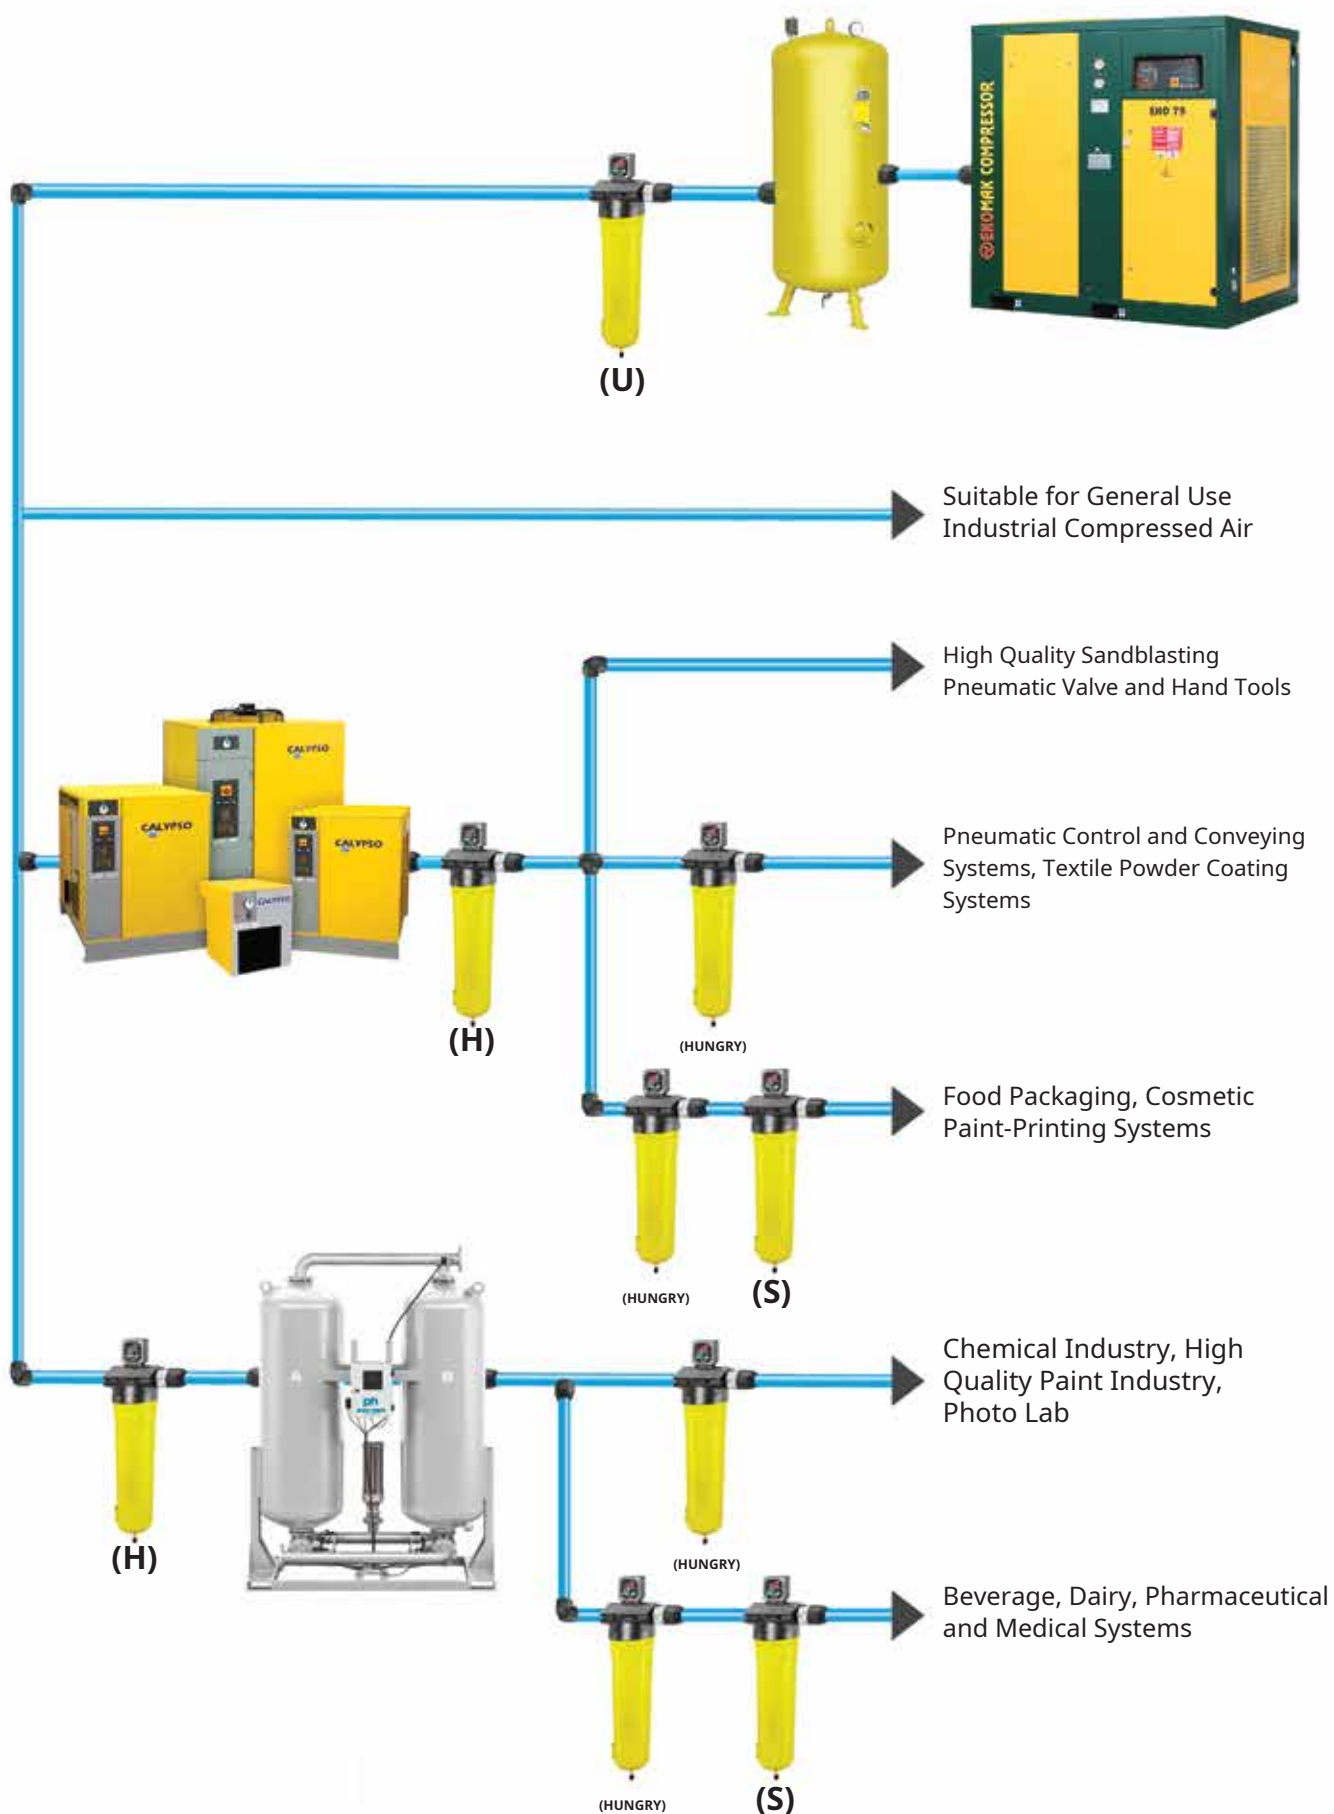 EKOMAK COMPRESSOR
EKO 75
(U)
Suitable for General Use
Industrial Compressed Air
High Quality Sandblasting
Pneumatic Valve and Hand Tools
CALYPSO
CALYPSO
CALYPSO
CALYPSO
Pneumatic Control and Conveying
Systems, Textile Powder Coating
Systems
(H)
(HUNGRY)
Food Packaging, Cosmetic
Paint-Printing Systems
(HUNGRY)
(S)
A
B
ph
Chemical Industry, High
Quality Paint Industry,
Photo Lab
(H)
(HUNGRY)
Beverage, Dairy, Pharmaceutical
and Medical Systems
(HUNGRY)
(S)